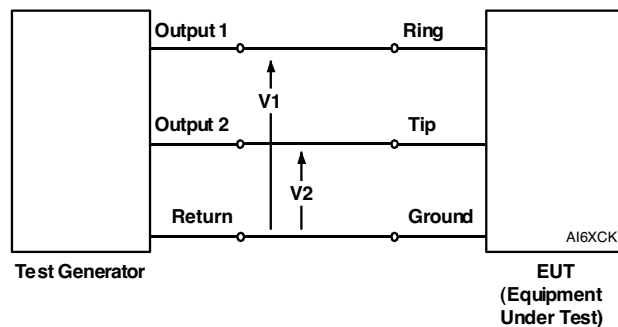 Output 1
Ring
V1
Output 2
Tip
V2
Return
Ground
AI6XCK
Test Generator
EUT
(Equipment
Under Test)